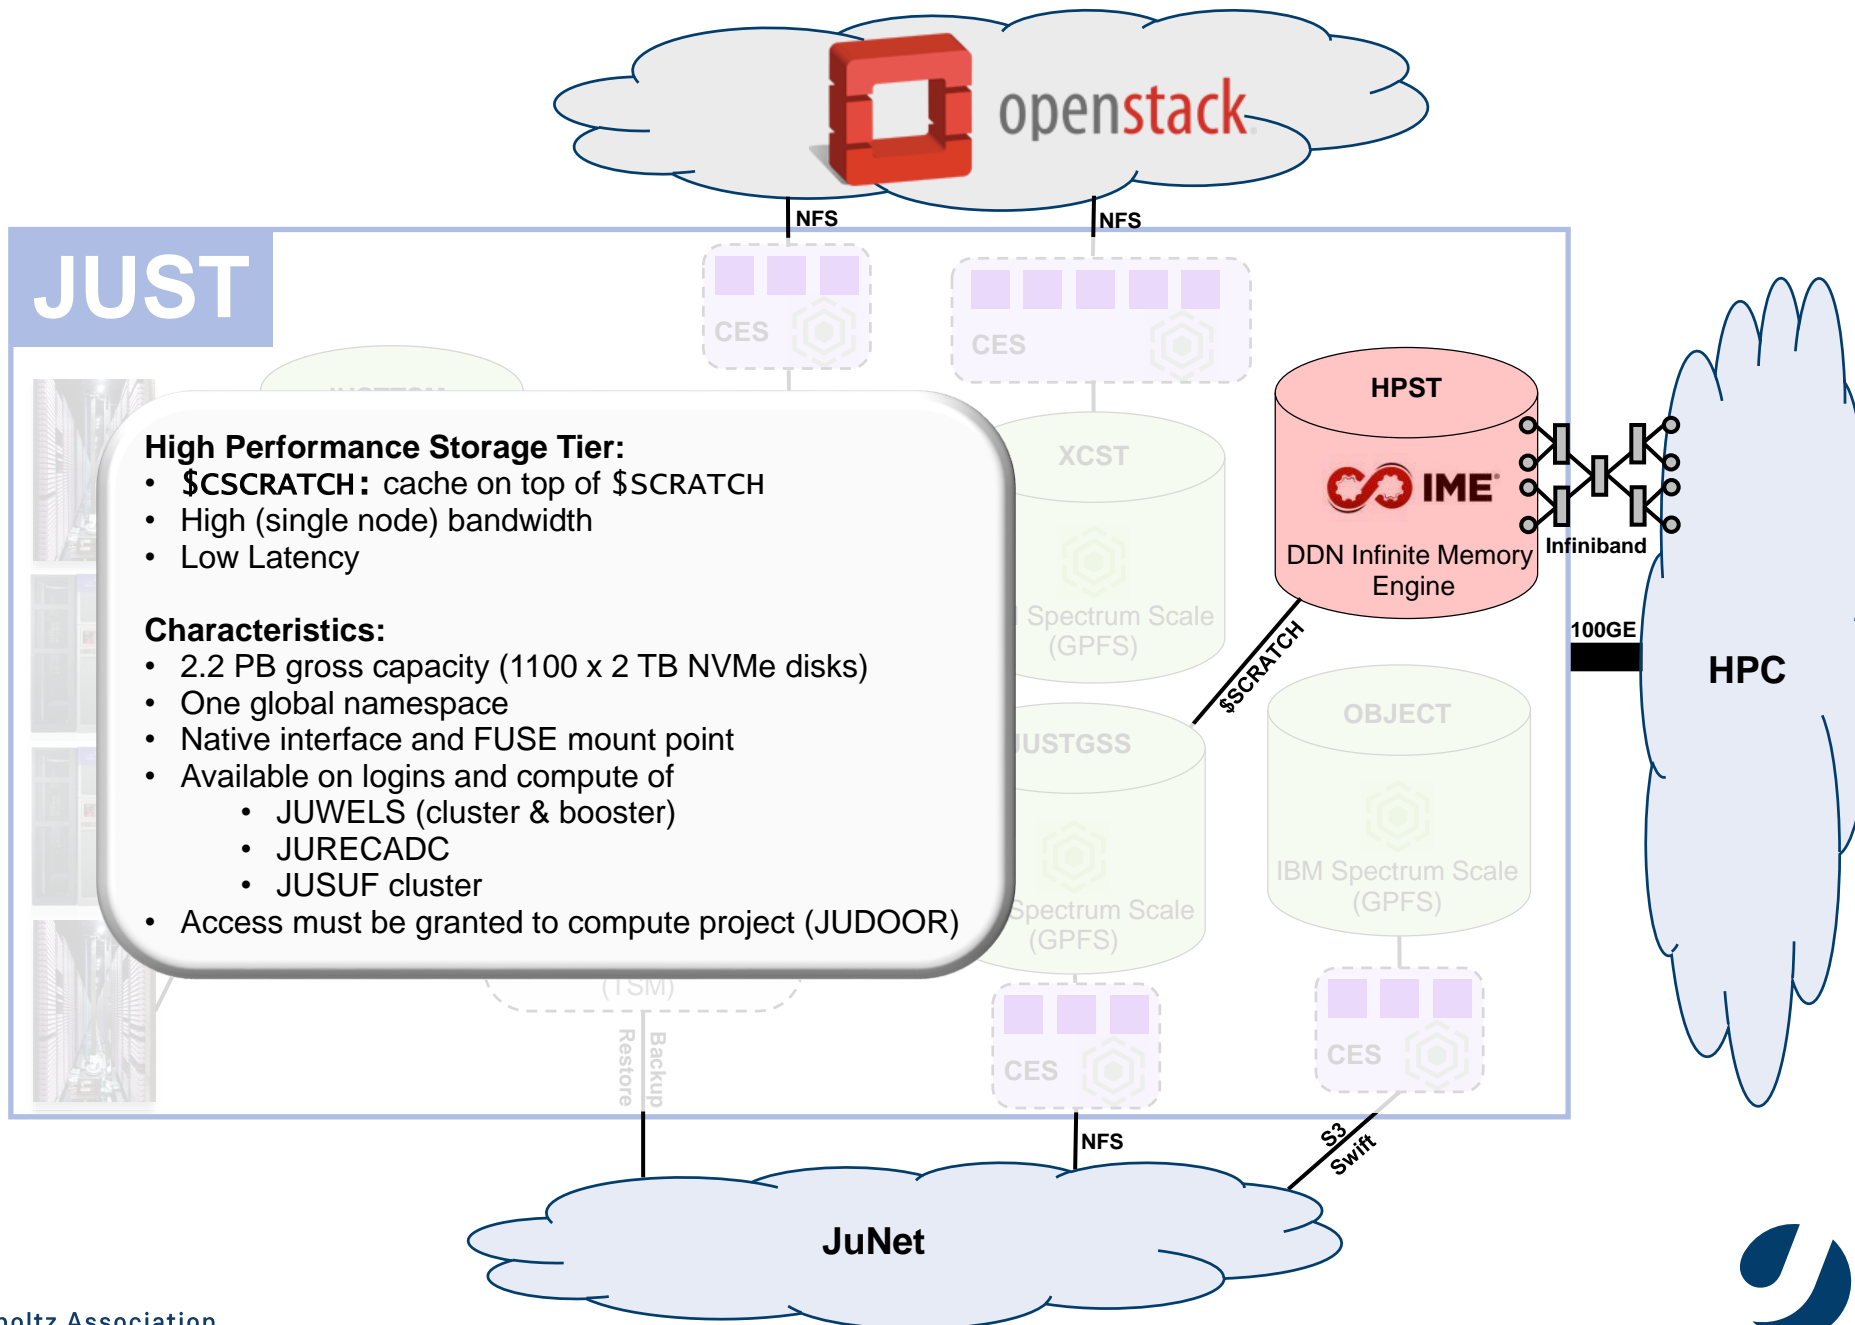 openstack
NFS
NFS
JUST
CES
CES
HPST
XCST
IME
DDN Infinite Memory
Engine
Infiniband
High Performance Storage Tier:
• $CSCRATCH: cache on top of $SCRATCH
• High (single node) bandwidth
• Low Latency
Characteristics:
• 2.2 PB gross capacity (1100 x 2 TB NVMe disks)
• One global namespace
• Native interface and FUSE mount point
• Available on logins and compute of
• JUWELS (cluster & booster)
• JURECADC
• JUSUF cluster
• Access must be granted to compute project (JUDOOR)
Spectrum Scale
(GPFS)
$SCRATCH
100GE
HPC
JUSTGSS
OBJECT
IBM Spectrum Scale
(GPFS)
Spectrum Scale
(GPFS)
(TSM)
Backup
Restore
CES
CES
NFS
S3
Swift
JuNet
Association